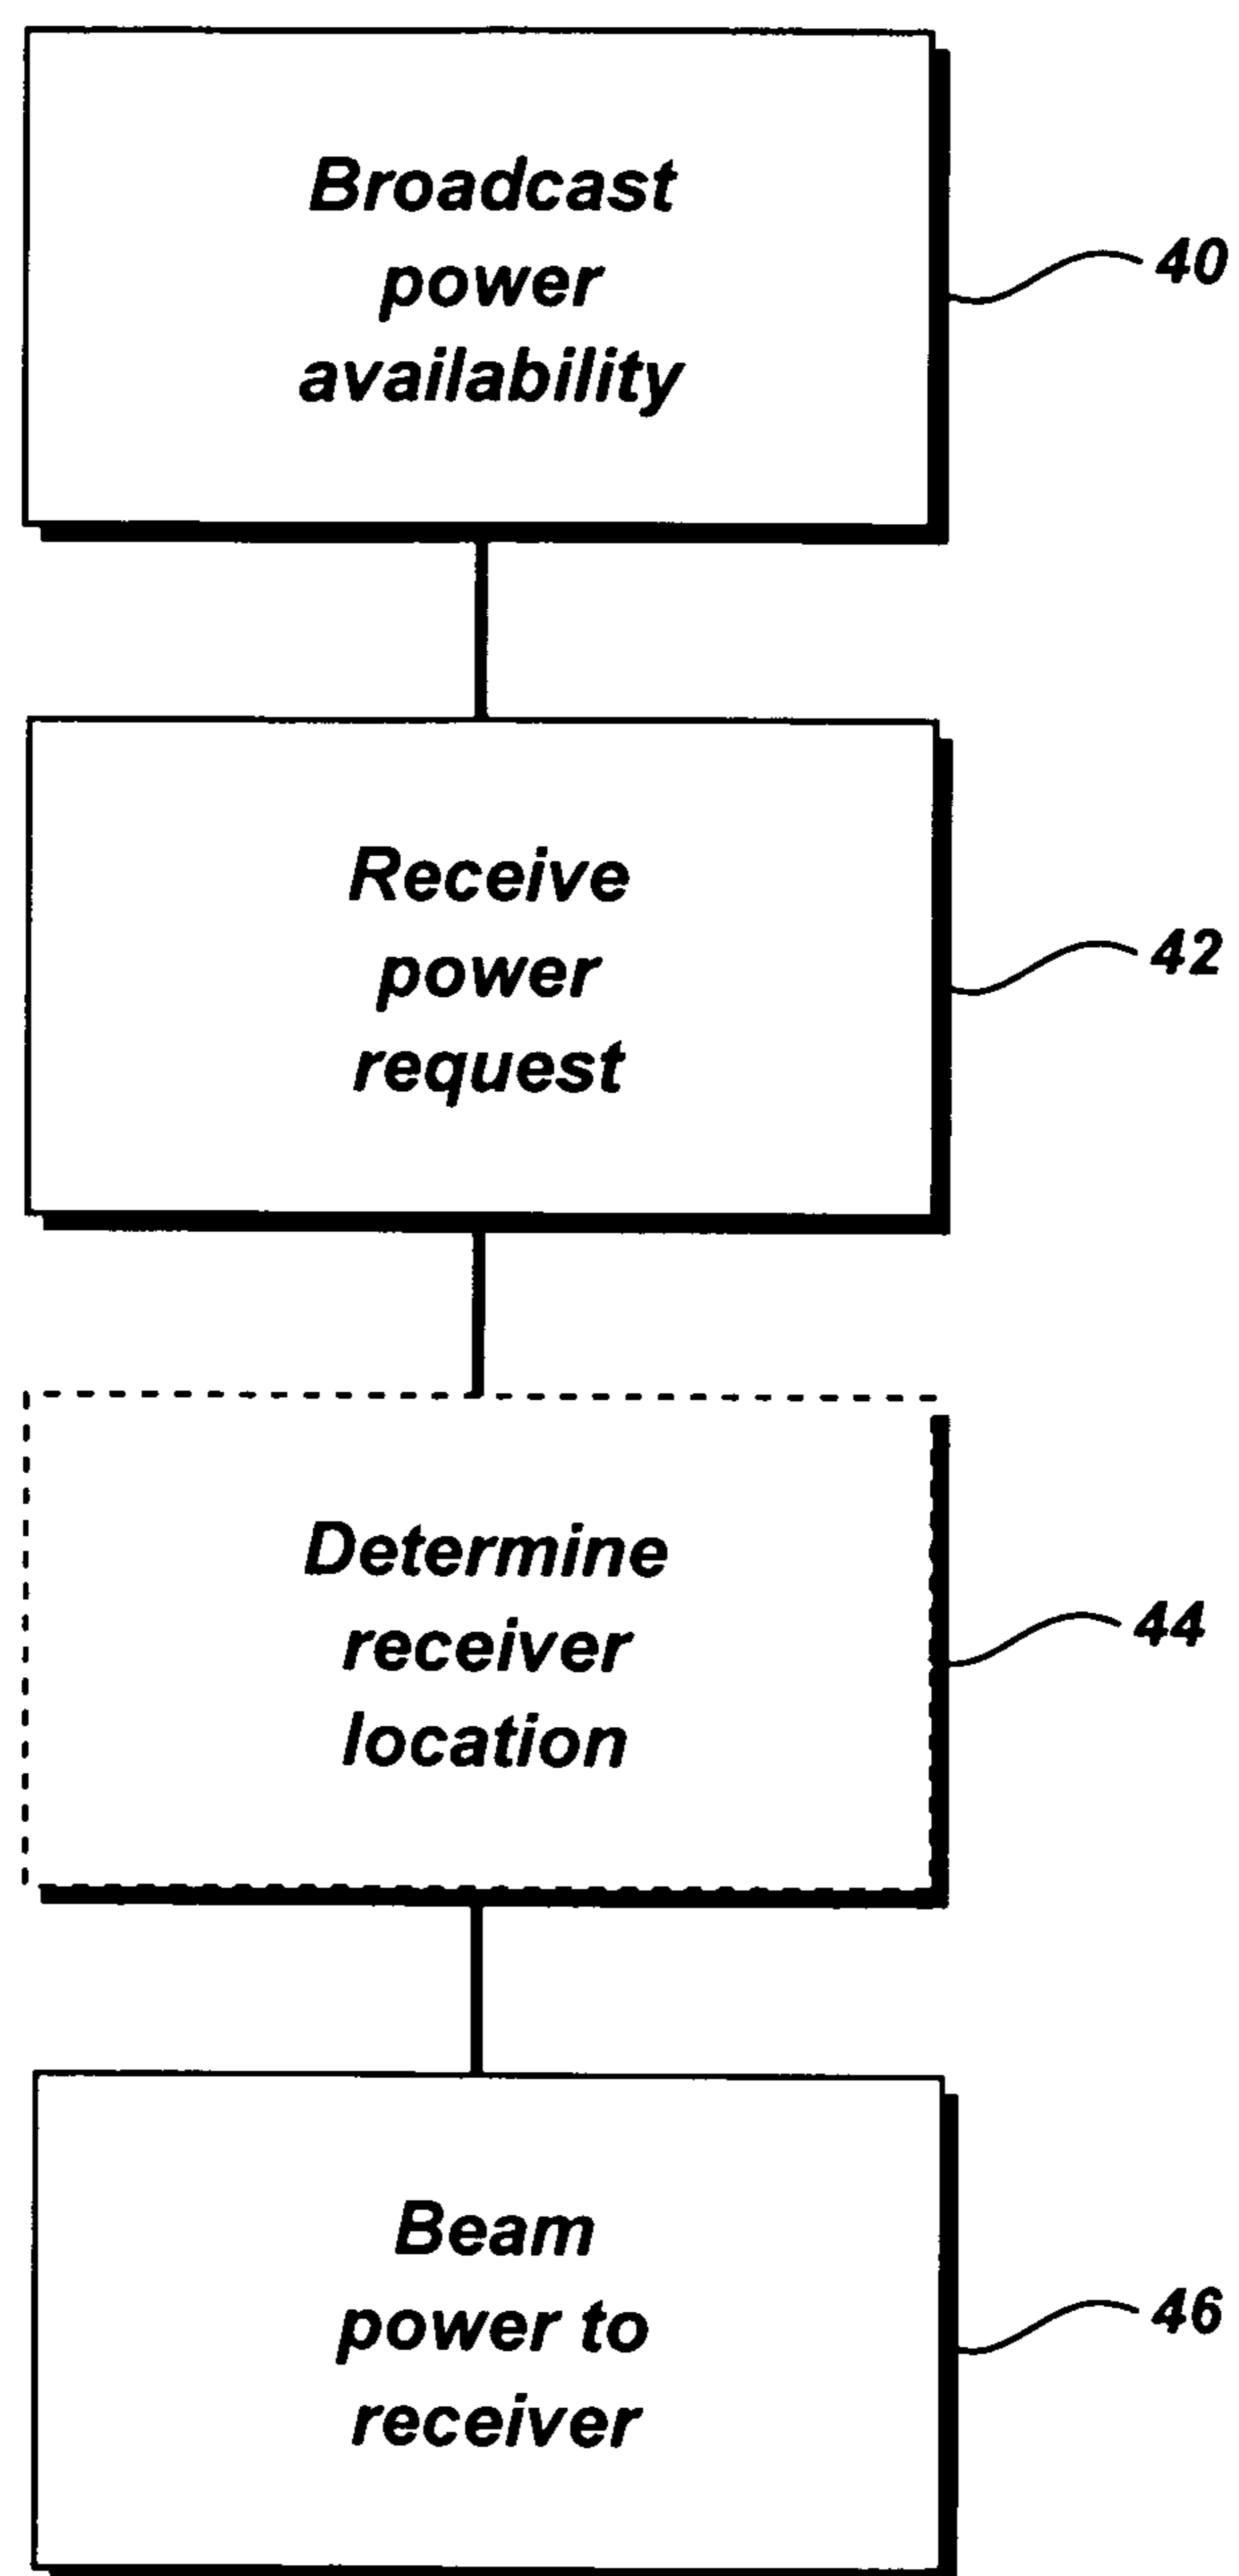 Broadcast
power
availability
40
Receive
power
request
42
Determine
receiver
location
44
Beam
power to
receiver
46